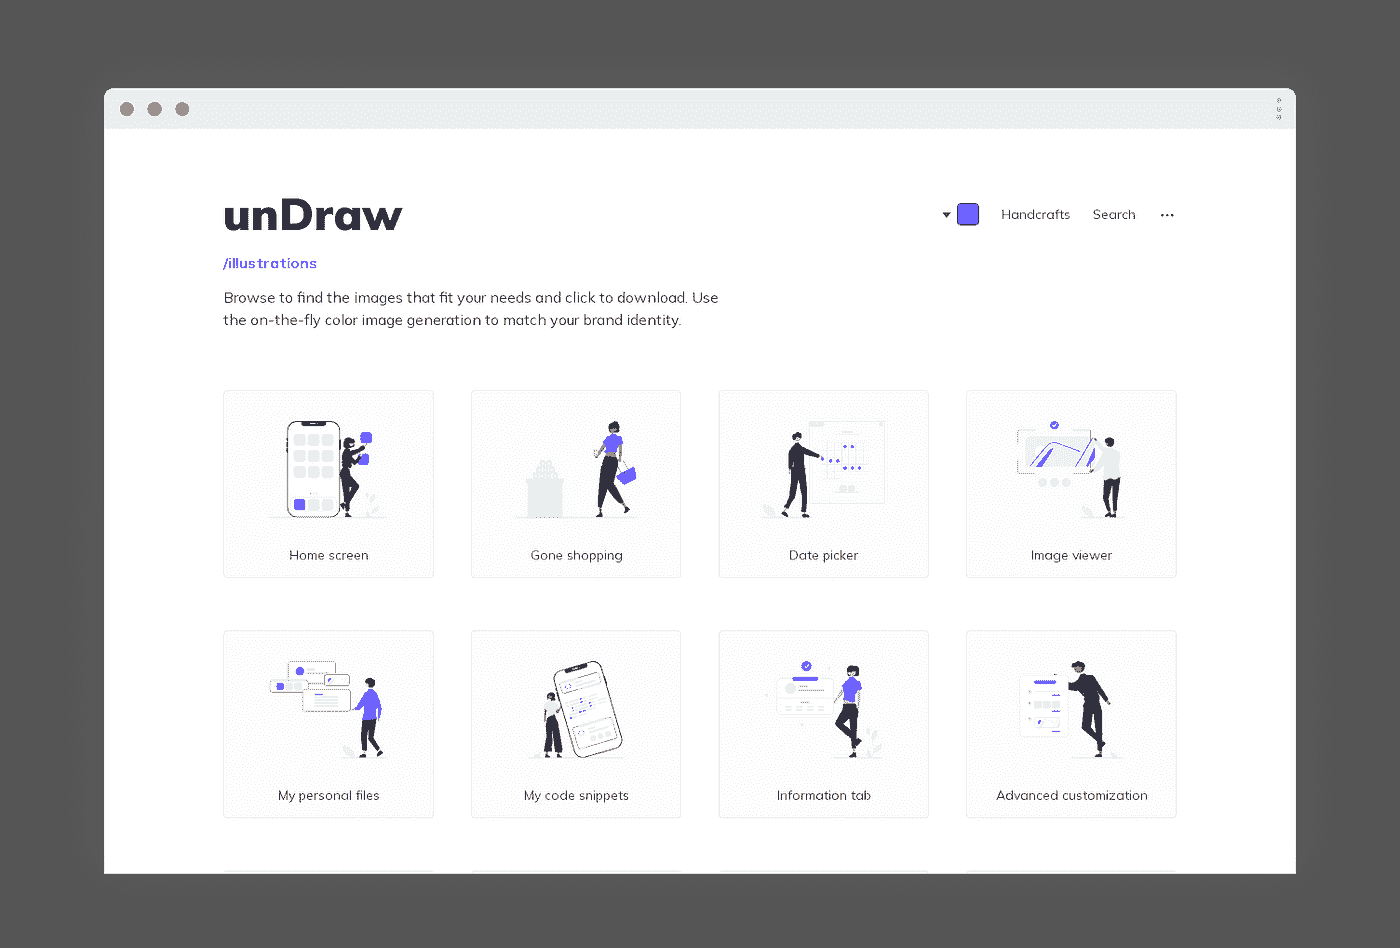 unDraw
Handcrafts
Search
/illustrations
Browse to find the images that fit your needs and click to download. Use
the on-the-fly color image generation to match your brand identity.
Home screen
Gone shopping
Date picker
Image viewer
My personal files
My code snippets
Information tab
Advanced customization